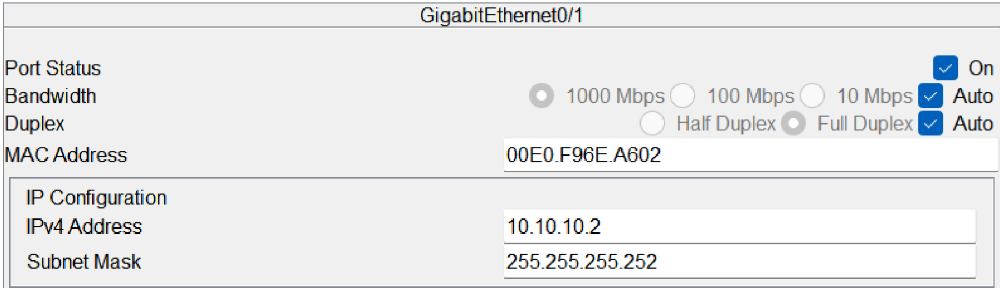 GigabitEthernet0/1
Port Status On
Bandwidth 1000 Mbps 100 Mbps 10 Mbps Auto
Duplex Half Duplex Full Duplex Auto
MAC Address 00E0.F96E.A602
IP Configuration
IPv4 Address 10.10.10.2
Subnet Mask 255.255.255.252